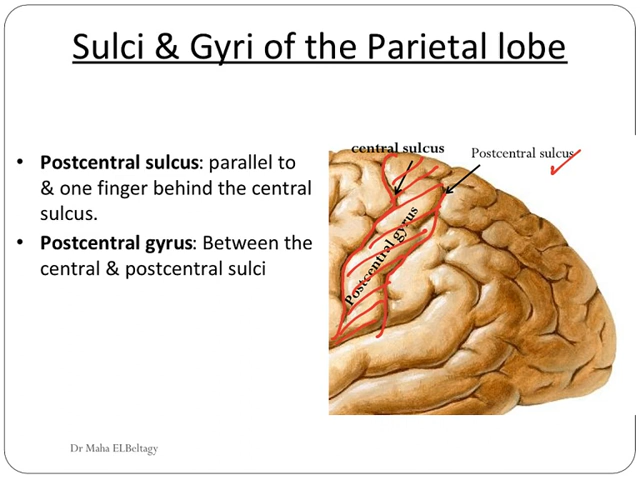 Sulci & Gyri of the Parietal lobe
• Postcentral sulcus: parallel to
& one finger behind the central
sulcus.
• Postcentral gyrus: Between the
central & postcentral sulci
central sulcus
Postcentral sulcus
Postcentral gyrus
Dr Maha ELBeltagy